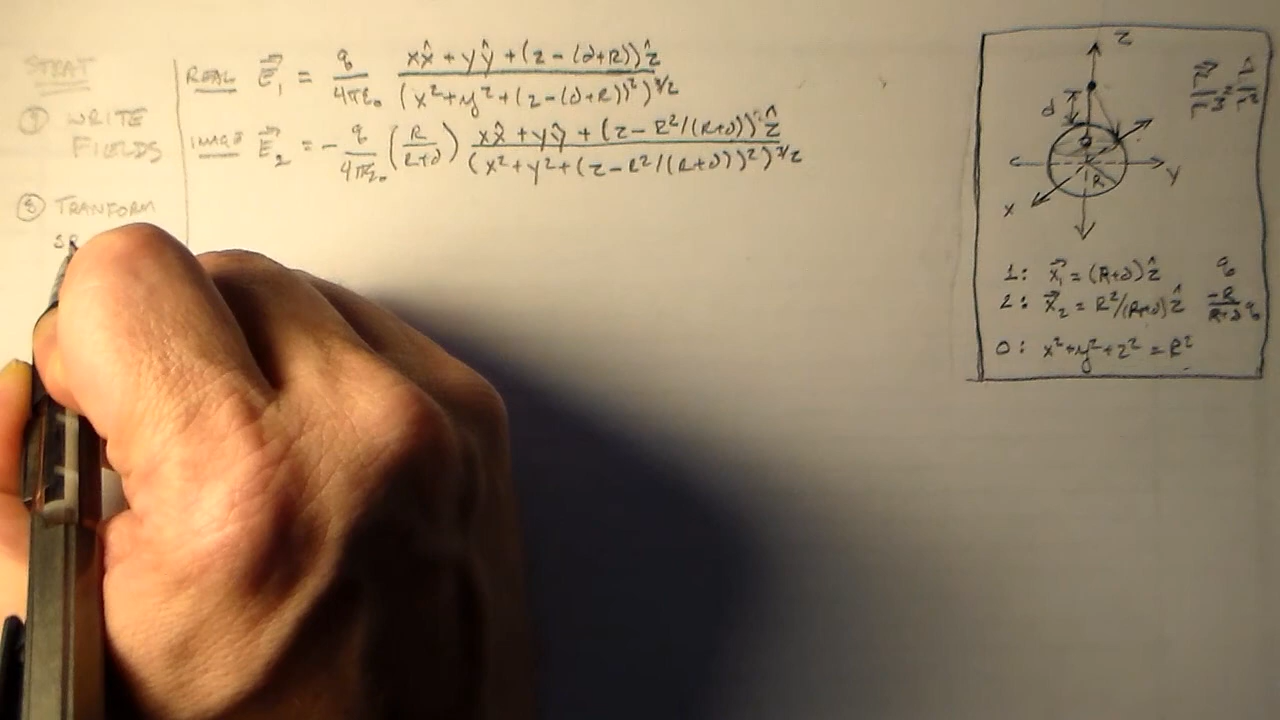 STRAT
① WRITE
FIELDS
② TRANFORM
SP
REAL E⃗₁ = q/4πε₀ (xx̂ + yŷ + (z-(d+R))ẑ)/(x²+y²+(z-(d+R))²)^3/2
IMAGE E⃗₂ = -q/4πε₀ (R/R+d) (xx̂ + yŷ + (z-R²/(R+d))ẑ)/(x²+y²+(z-R²/(R+d))²)^3/2
z
R⃗/r³ = 1/r²
d
R
y
x
1: x⃗₁ = (R+d)ẑ q
2: x⃗₂ = R²/(R+d)ẑ -R/R+d q
0: x²+y²+z² = R²